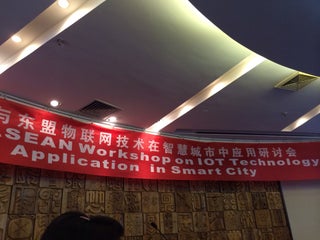 与东盟物联网技术在智慧城市中应用研讨会
ASEAN Workshop on IOT Technology
Application in Smart City